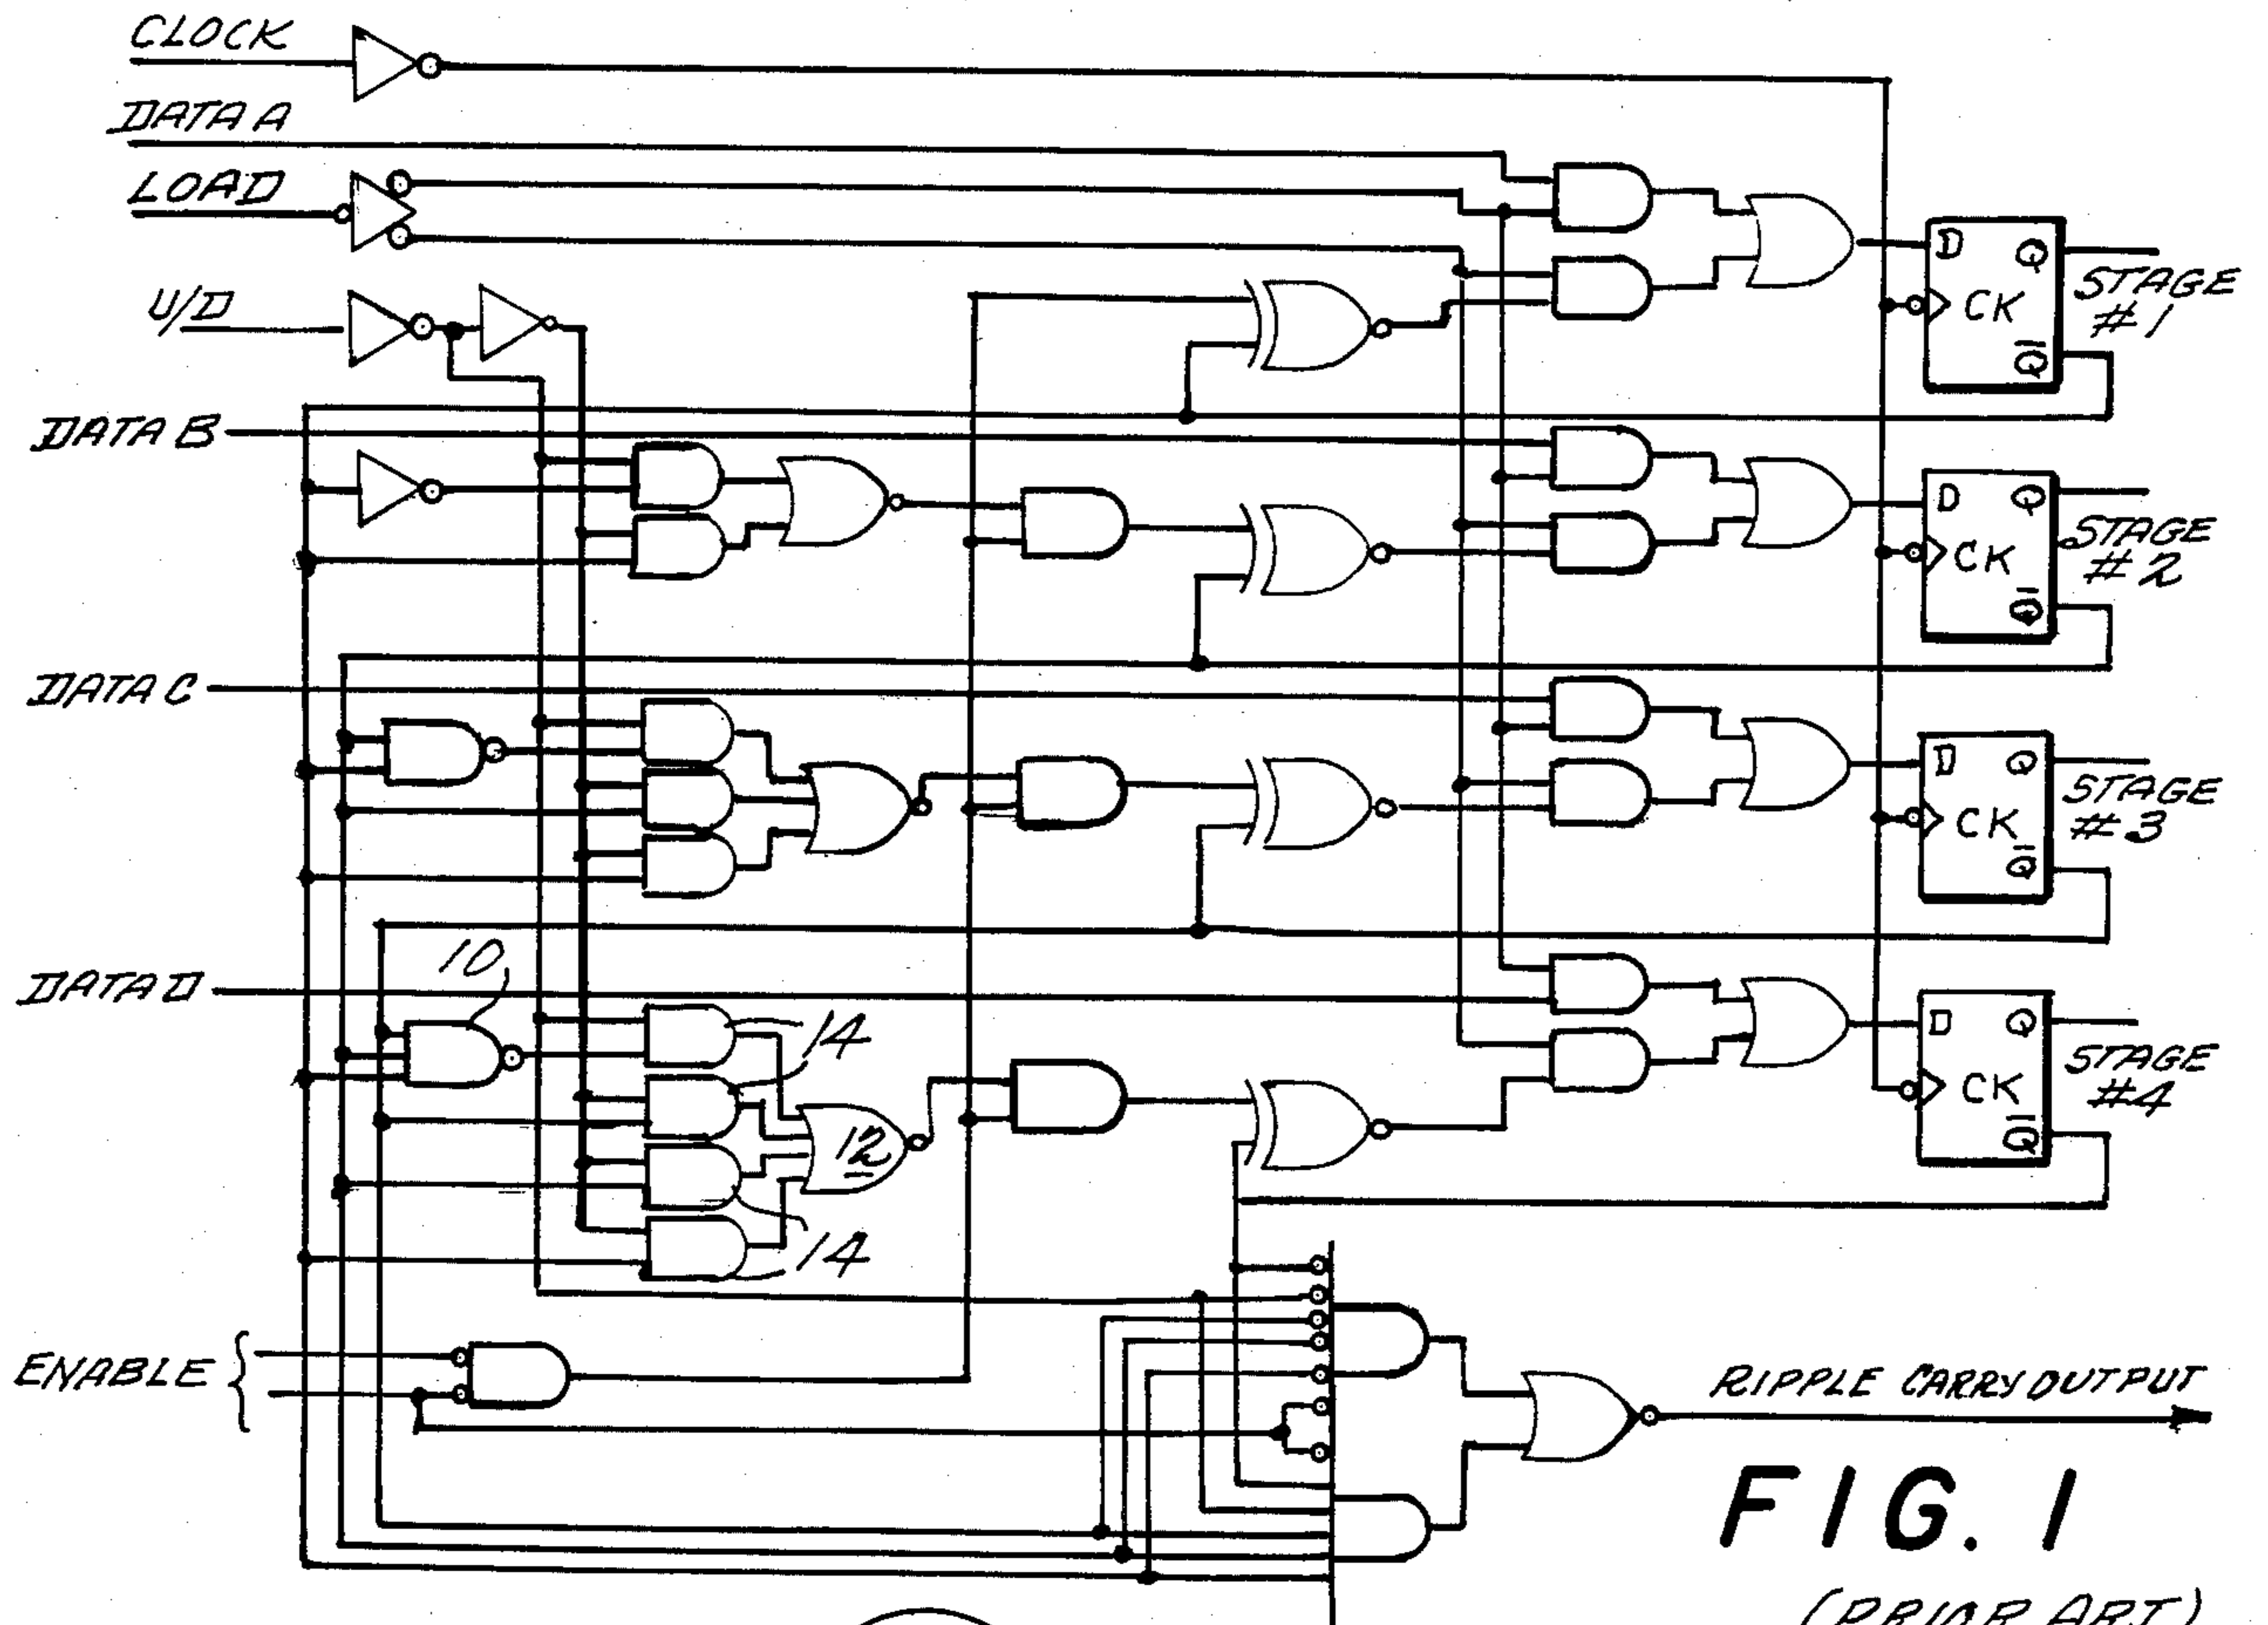 CLOCK
DATA A
LOAD
U/D
DATA B
DATA C
DATA D
ENABLE
D Q
CK
Q̅
STAGE
#1
D Q
CK
Q̅
STAGE
#2
D Q
CK
Q̅
STAGE
#3
D Q
CK
Q̅
STAGE
#4
10
14
12
14
RIPPLE CARRY OUTPUT
FIG. 1
(PRIOR ART)